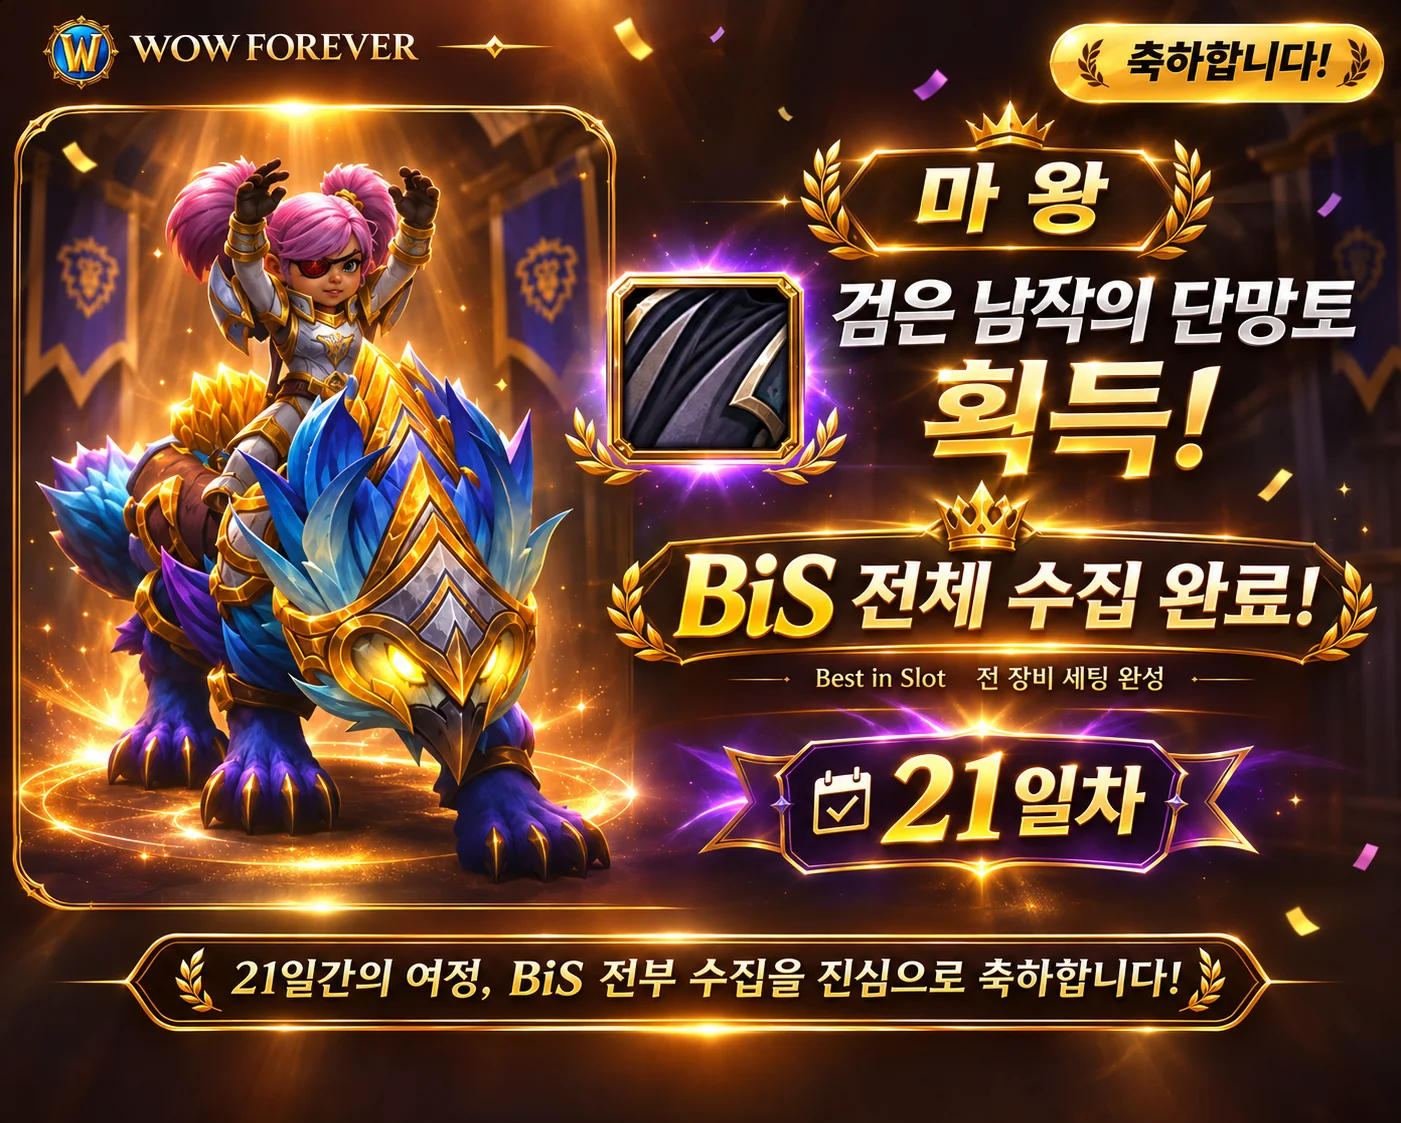 WOW FOREVER
축하합니다!
마왕
검은 남작의 단망토
획득!
BiS 전체 수집 완료!
Best in Slot 전 장비 세팅 완성
21일차
21일간의 여정, BiS 전부 수집을 진심으로 축하합니다!